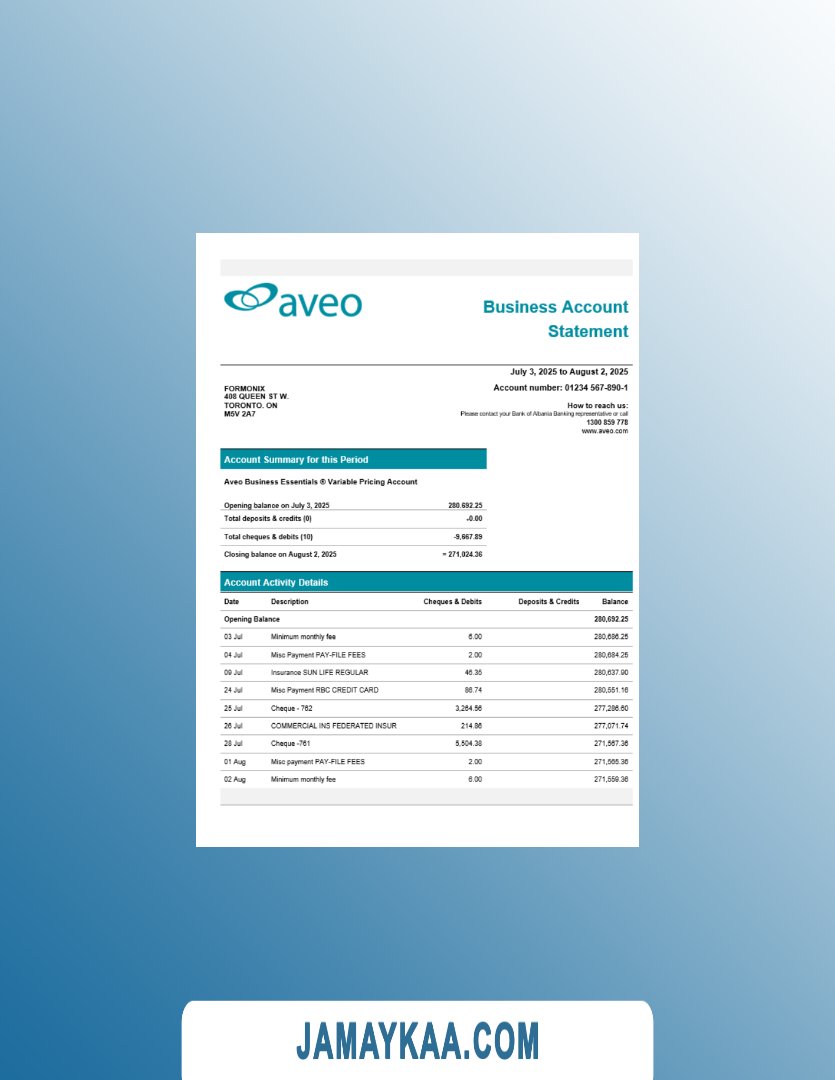 aveo
Business Account
Statement
July 3, 2025 to August 2, 2025
FORMONIX
408 QUEEN ST W.
TORONTO. ON
M5V 2A7
Account number: 01234 567-890-1
How to reach us:
Please contact your Bank of Albania Banking representative or call
1300 859 778
www.aveo.com
Account Summary for this Period
Aveo Business Essentials ® Variable Pricing Account
Opening balance on July 3, 2025 280.692.25
Total deposits & credits (0) -0.00
Total cheques & debits (10) -9,667.89
Closing balance on August 2, 2025 = 271,024.36
Account Activity Details
Date Description Cheques & Debits Deposits & Credits Balance
Opening Balance 280,692.25
03 Jul Minimum monthly fee 6.00 280,686.25
04 Jul Misc Payment PAY-FILE FEES 2.00 280,684.25
09 Jul Insurance SUN LIFE REGULAR 46.35 280,637.90
24 Jul Misc Payment RBC CREDIT CARD 86.74 280,551.16
25 Jul Cheque - 762 3,264.56 277,286.60
26 Jul COMMERCIAL INS FEDERATED INSUR 214.86 277,071.74
28 Jul Cheque -761 5,504.38 271,567.36
01 Aug Misc payment PAY-FILE FEES 2.00 271,565.36
02 Aug Minimum monthly fee 6.00 271,559.36
JAMAYKAA.COM